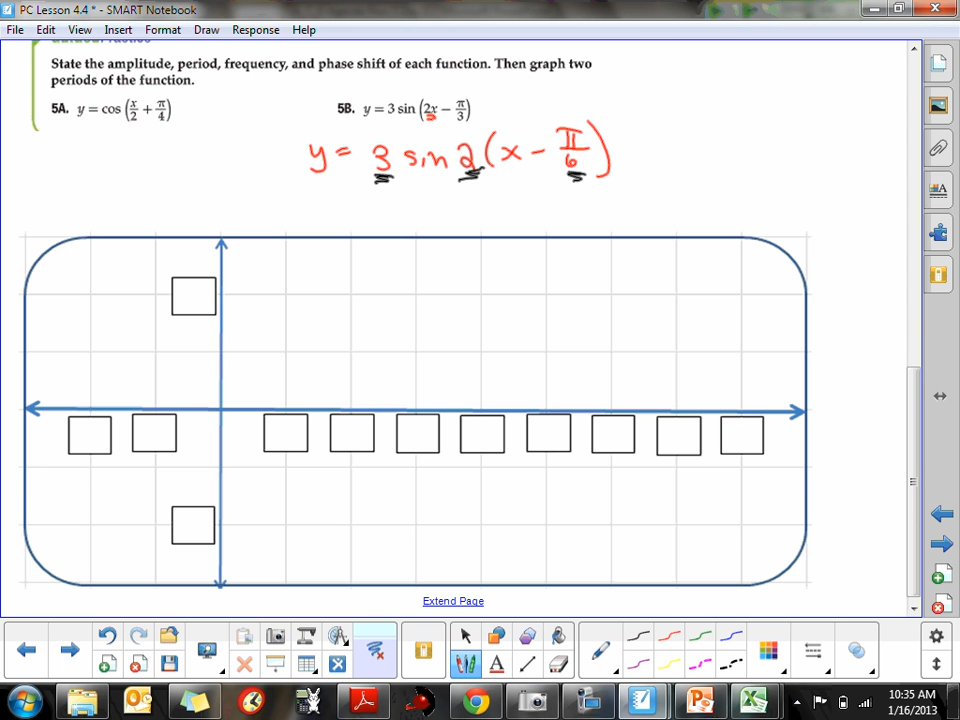 PC Lesson 4.4 * - SMART Notebook
File Edit View Insert Format Draw Response Help
State the amplitude, period, frequency, and phase shift of each function. Then graph two
periods of the function.
5A. y = cos (x/2 + π/4)
5B. y = 3 sin (2x − π/3)
y = 3 sin 2(x − π/6)
Extend Page
10:35 AM
1/16/2013